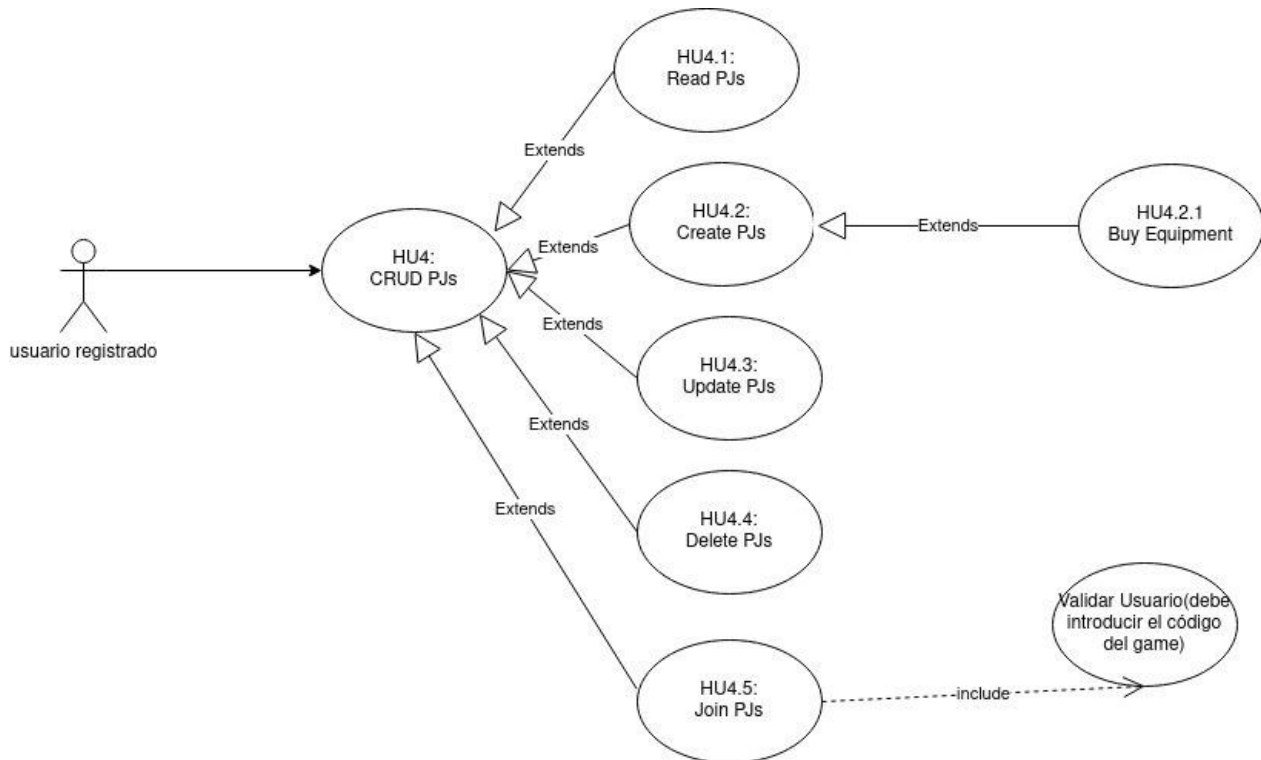 HU4.1:
Read PJs
Extends
HU4.2:
Create PJs
Extends
HU4.2.1
Buy Equipment
Extends
HU4:
CRUD PJs
usuario registrado
Extends
HU4.3:
Update PJs
Extends
HU4.4:
Delete PJs
Extends
HU4.5:
Join PJs
include
Validar Usuario(debe
introducir el código
del game)